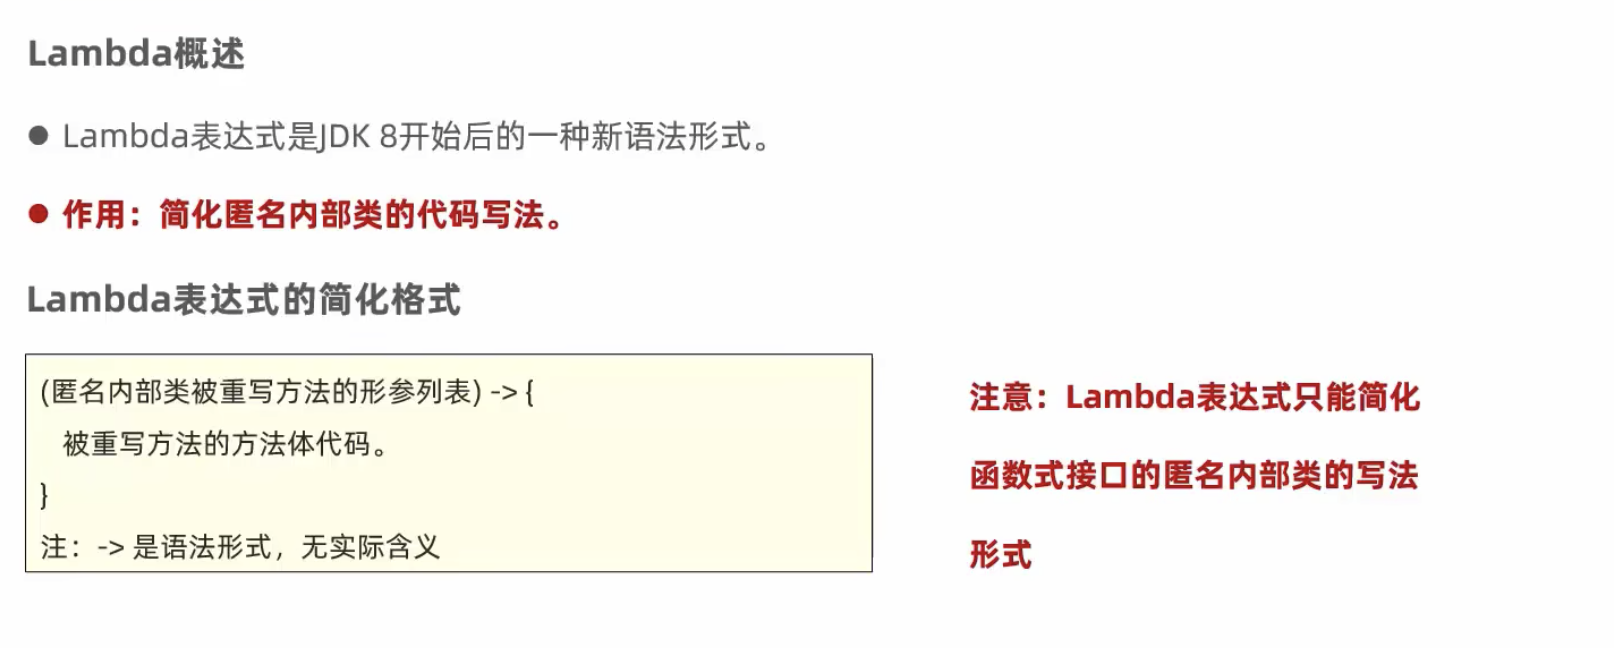 Lambda概述
● Lambda表达式是JDK 8开始后的一种新语法形式。
● 作用：简化匿名内部类的代码写法。
Lambda表达式的简化格式
(匿名内部类被重写方法的形参列表) -> {
被重写方法的方法体代码。
}
注：-> 是语法形式，无实际含义
注意：Lambda表达式只能简化
函数式接口的匿名内部类的写法
形式